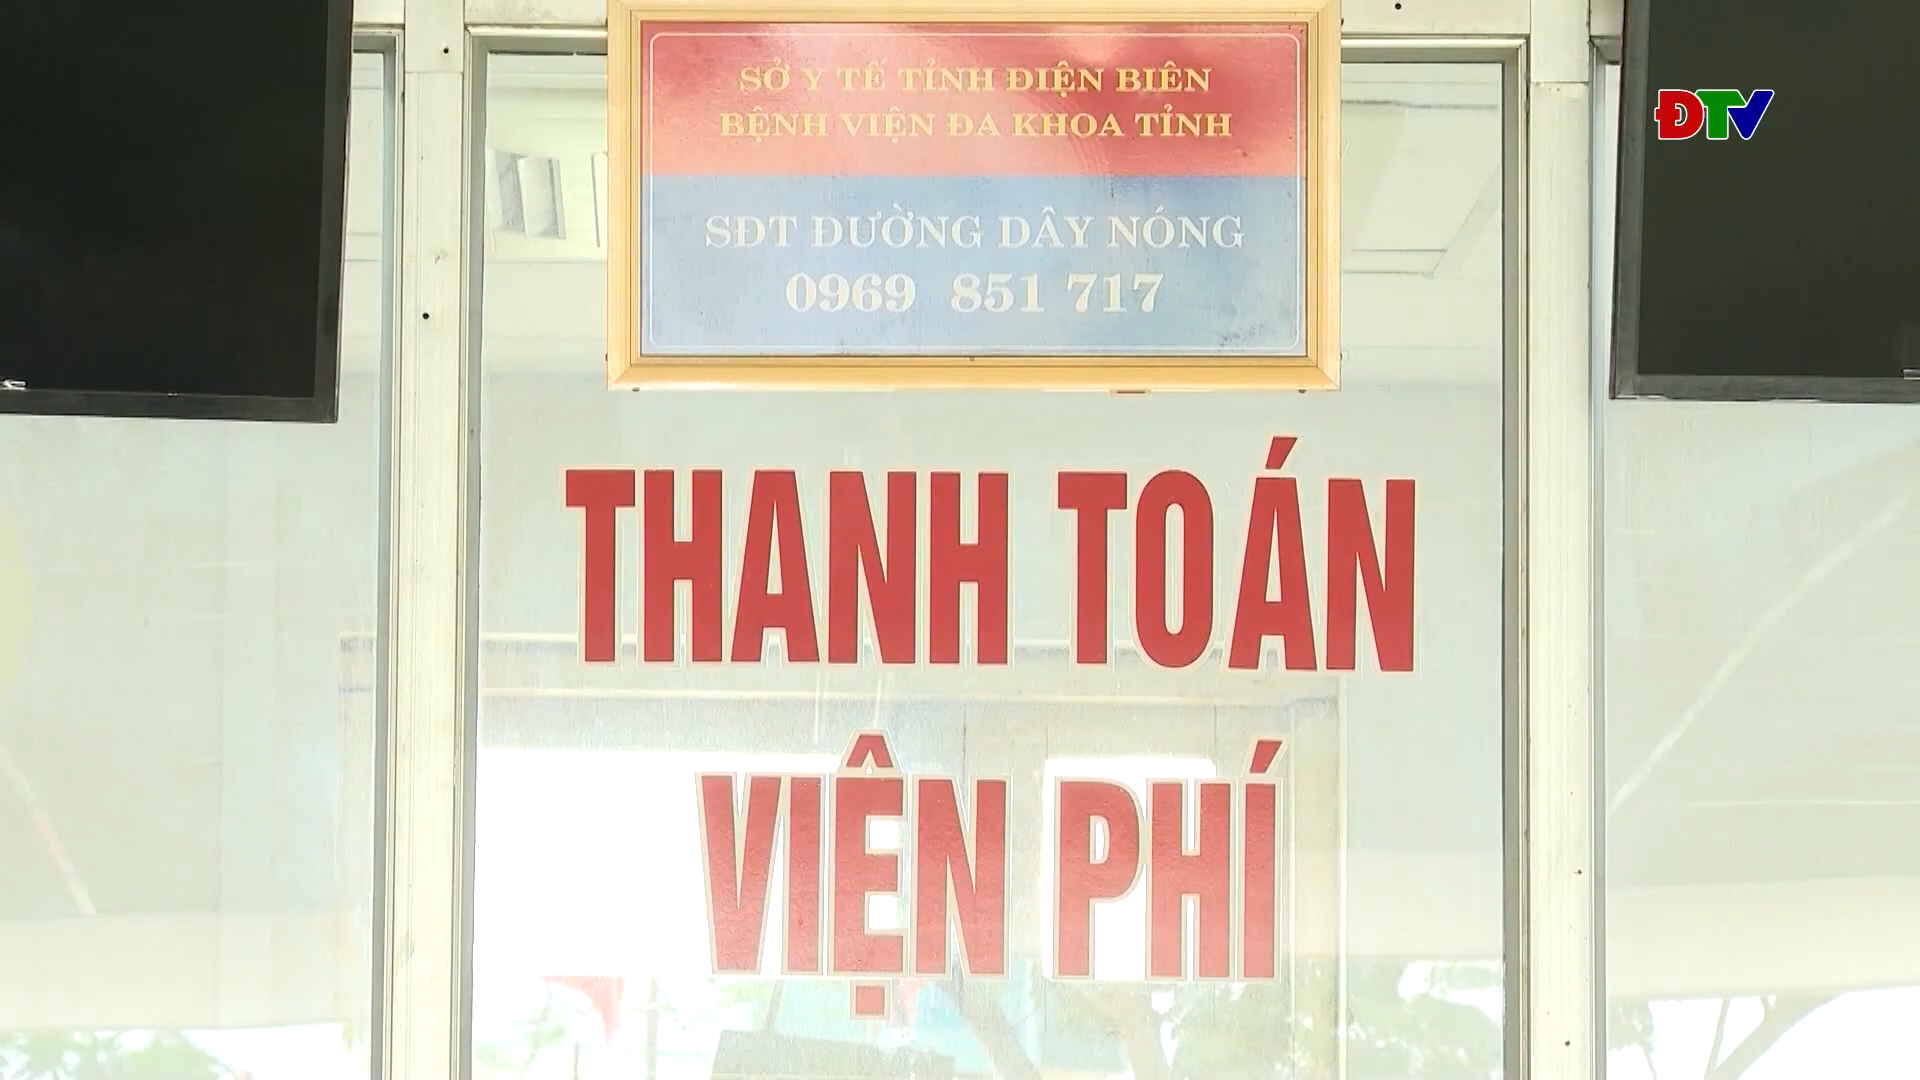 SỞ Y TẾ TỈNH ĐIỆN BIÊN
BỆNH VIỆN ĐA KHOA TỈNH
ĐTV
SĐT ĐƯỜNG DÂY NÓNG
0969 851 717
THANH TOÁN
VIỆN PHÍ